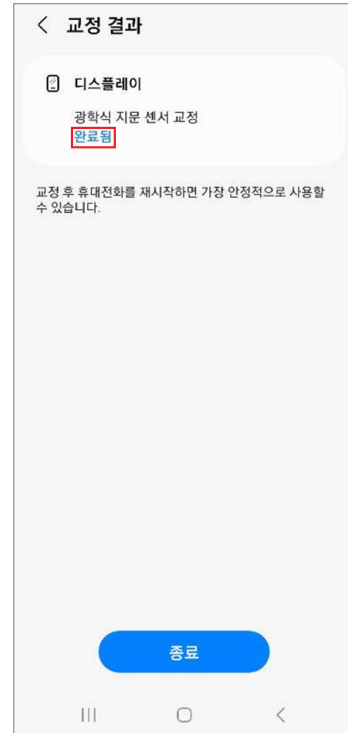 교정 결과
디스플레이
광학식 지문 센서 교정
완료됨
교정 후 휴대전화를 재시작하면 가장 안정적으로 사용할
수 있습니다.
종료